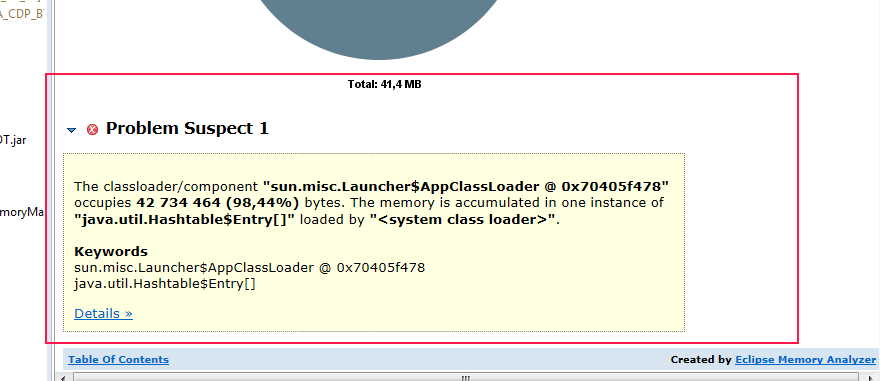 A_CDP_B
Total: 41,4 MB
Problem Suspect 1
OT.jar
The classloader/component "sun.misc.Launcher$AppClassLoader @ 0x70405f478"
occupies 42 734 464 (98,44%) bytes. The memory is accumulated in one instance of
"java.util.Hashtable$Entry[]" loaded by "<system class loader>".
moryMa
Keywords
sun.misc.Launcher$AppClassLoader @ 0x70405f478
java.util.Hashtable$Entry[]
Details »
Table Of Contents
Created by Eclipse Memory Analyzer